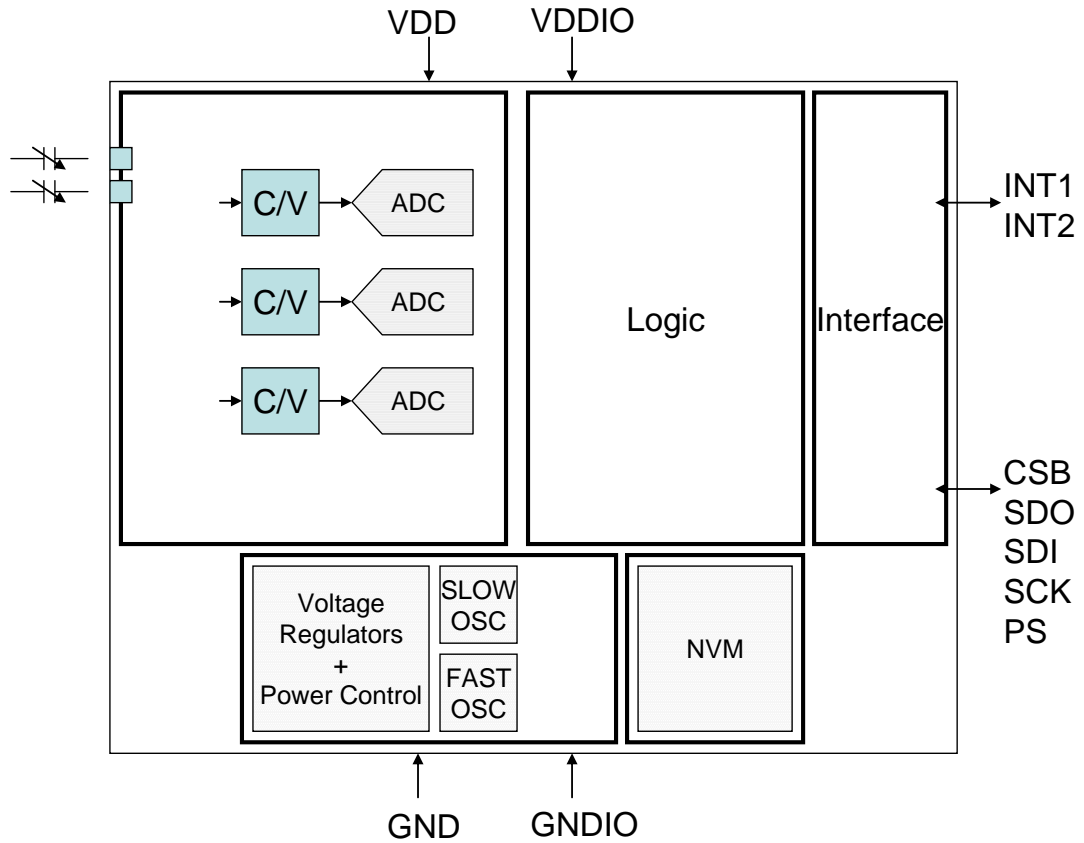 VDD
VDDIO
C/V
ADC
C/V
ADC
C/V
ADC
Logic
Interface
INT1
INT2
CSB
SDO
SDI
SCK
PS
Voltage
Regulators
+
Power Control
SLOW
OSC
FAST
OSC
NVM
GND
GNDIO